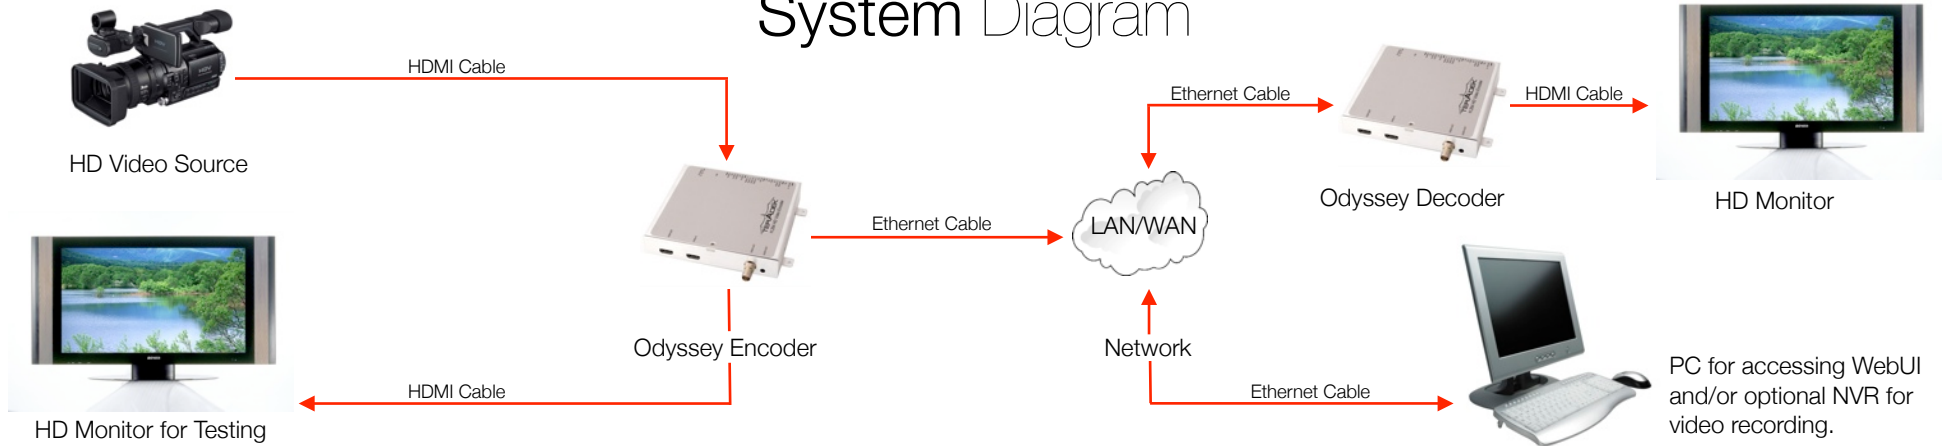 System Diagram
HDMI Cable
Ethernet Cable
HDMI Cable
HD Video Source
Odyssey Decoder
HD Monitor
Ethernet Cable
LAN/WAN
Odyssey Encoder
Network
HDMI Cable
Ethernet Cable
HD Monitor for Testing
PC for accessing WebUI
and/or optional NVR for
video recording.